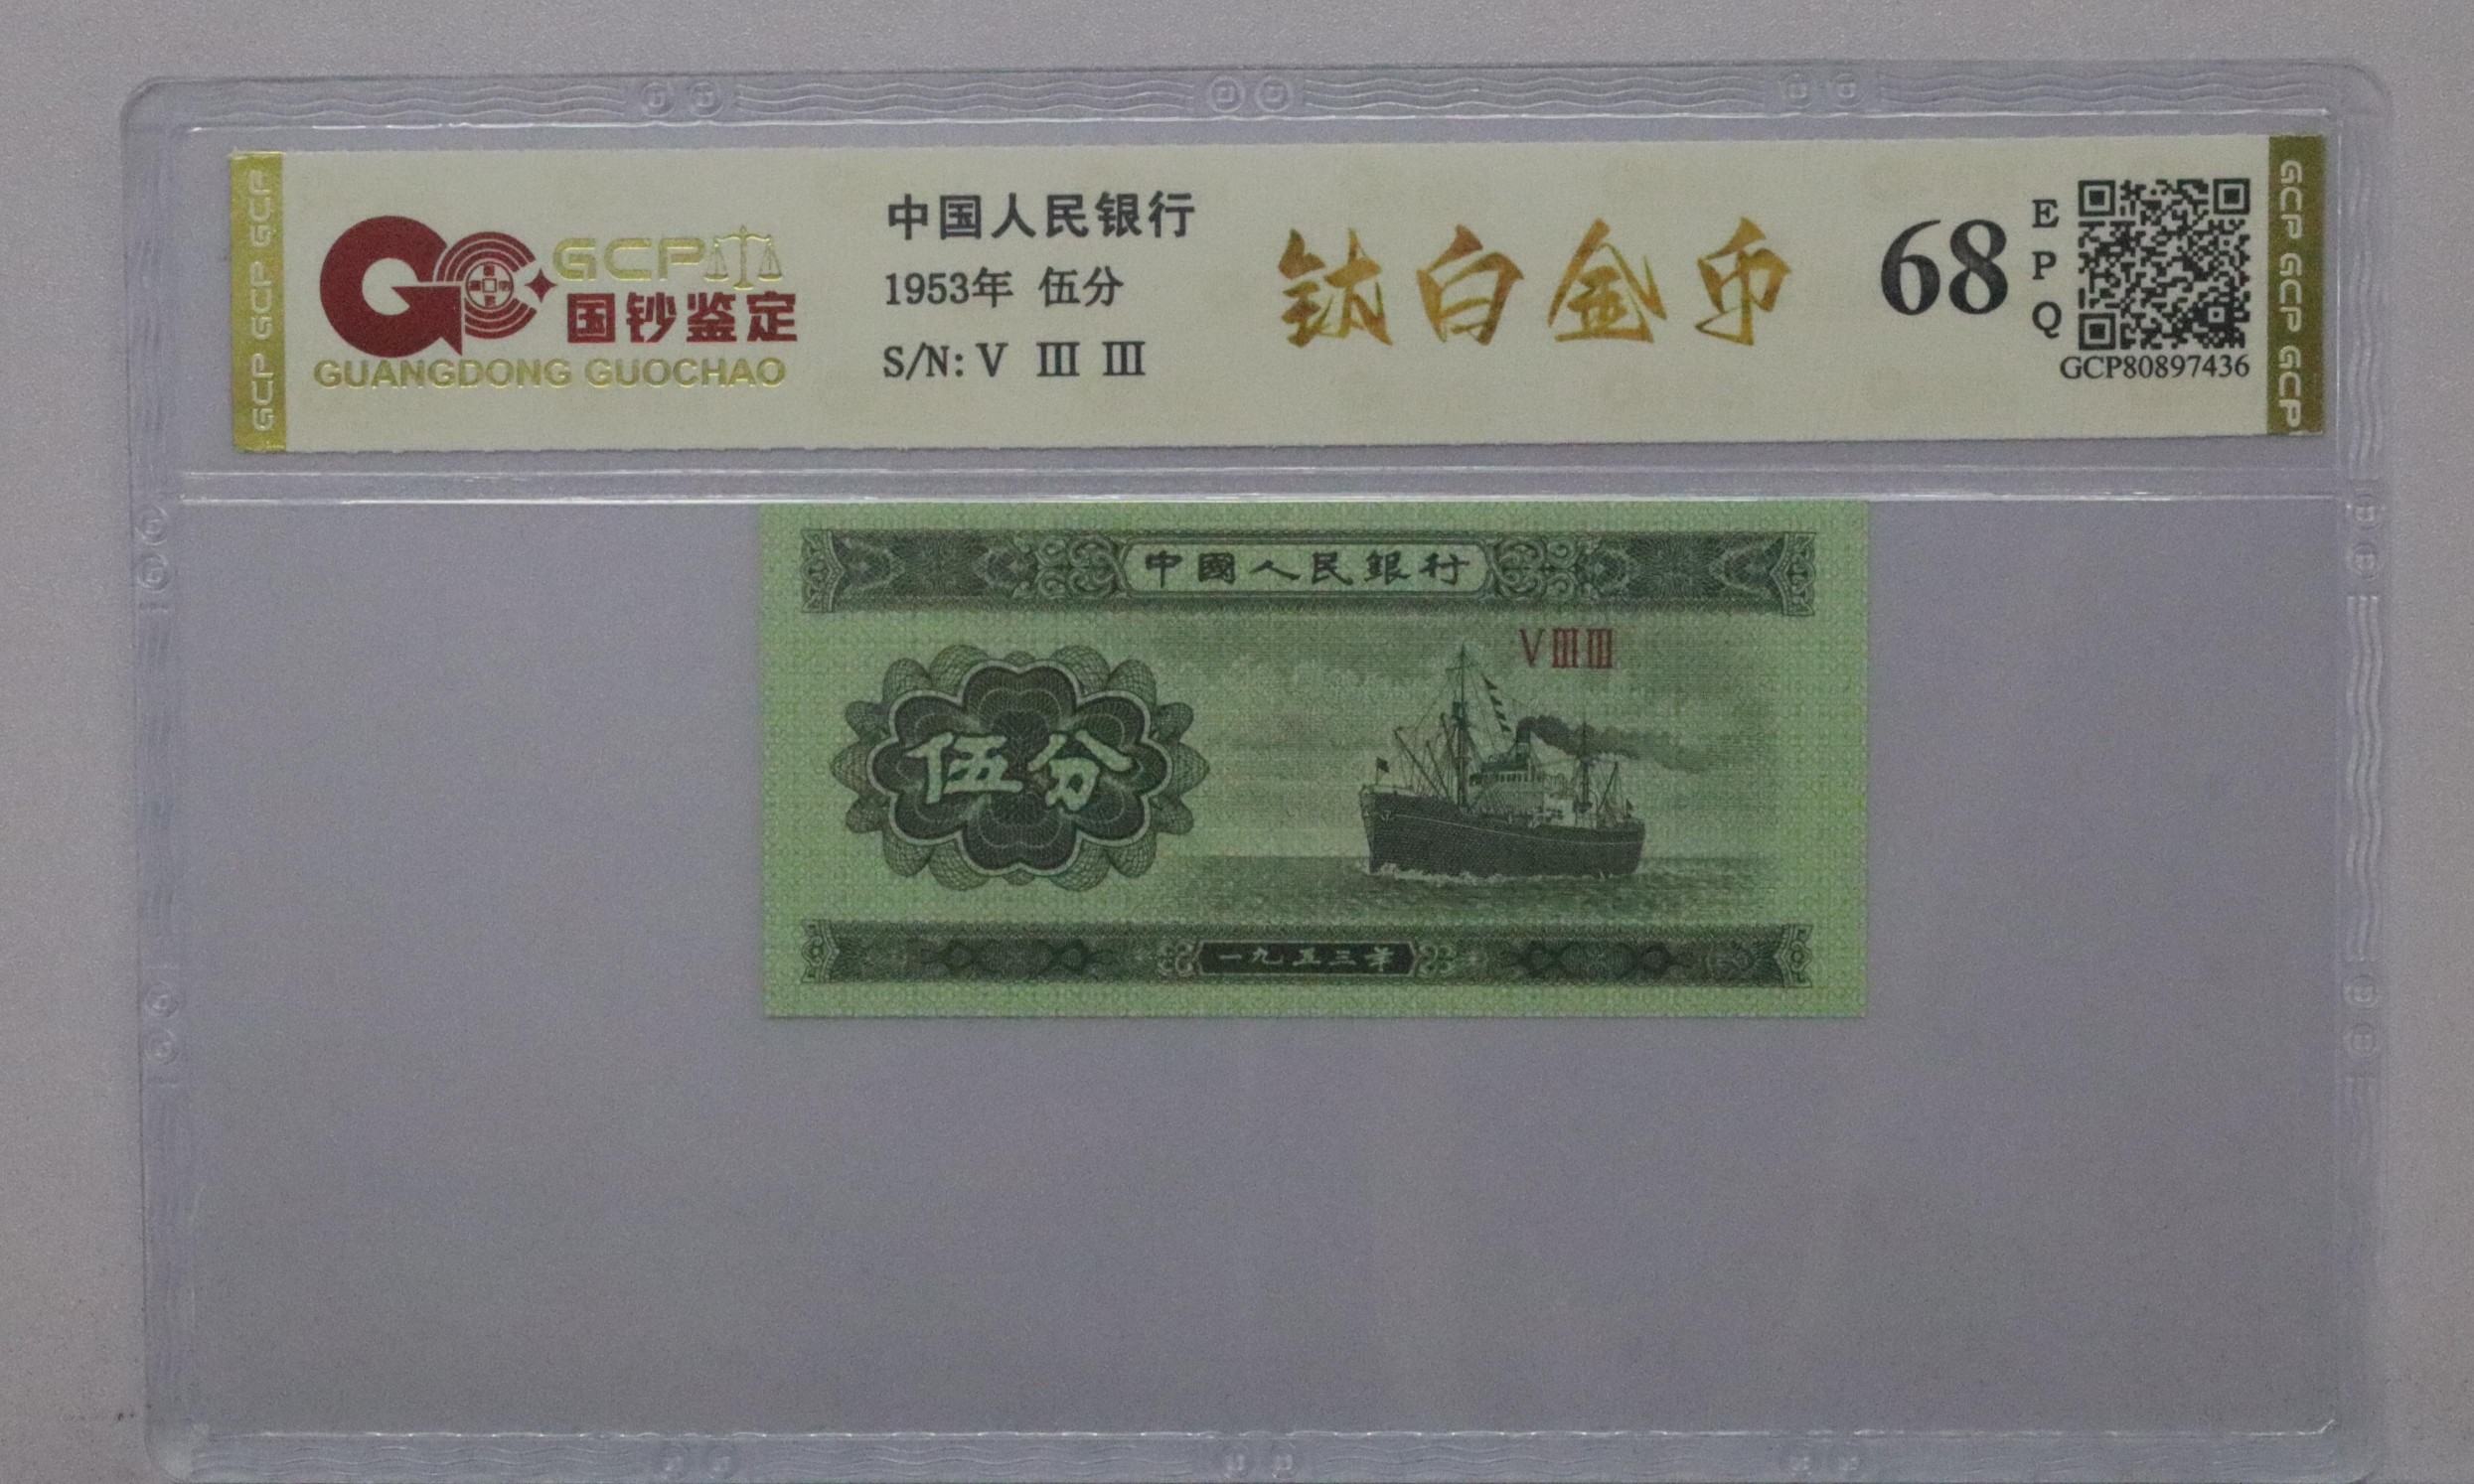 GCP GCP GCP
GCP
国钞鉴定
GUANGDONG GUOCHAO
中国人民银行
1953年 伍分
S/N: V III III
钛白金币
68
E
P
Q
GCP80897436
GCP GCP GCP
中國人民銀行
V III III
伍分
一九五三年